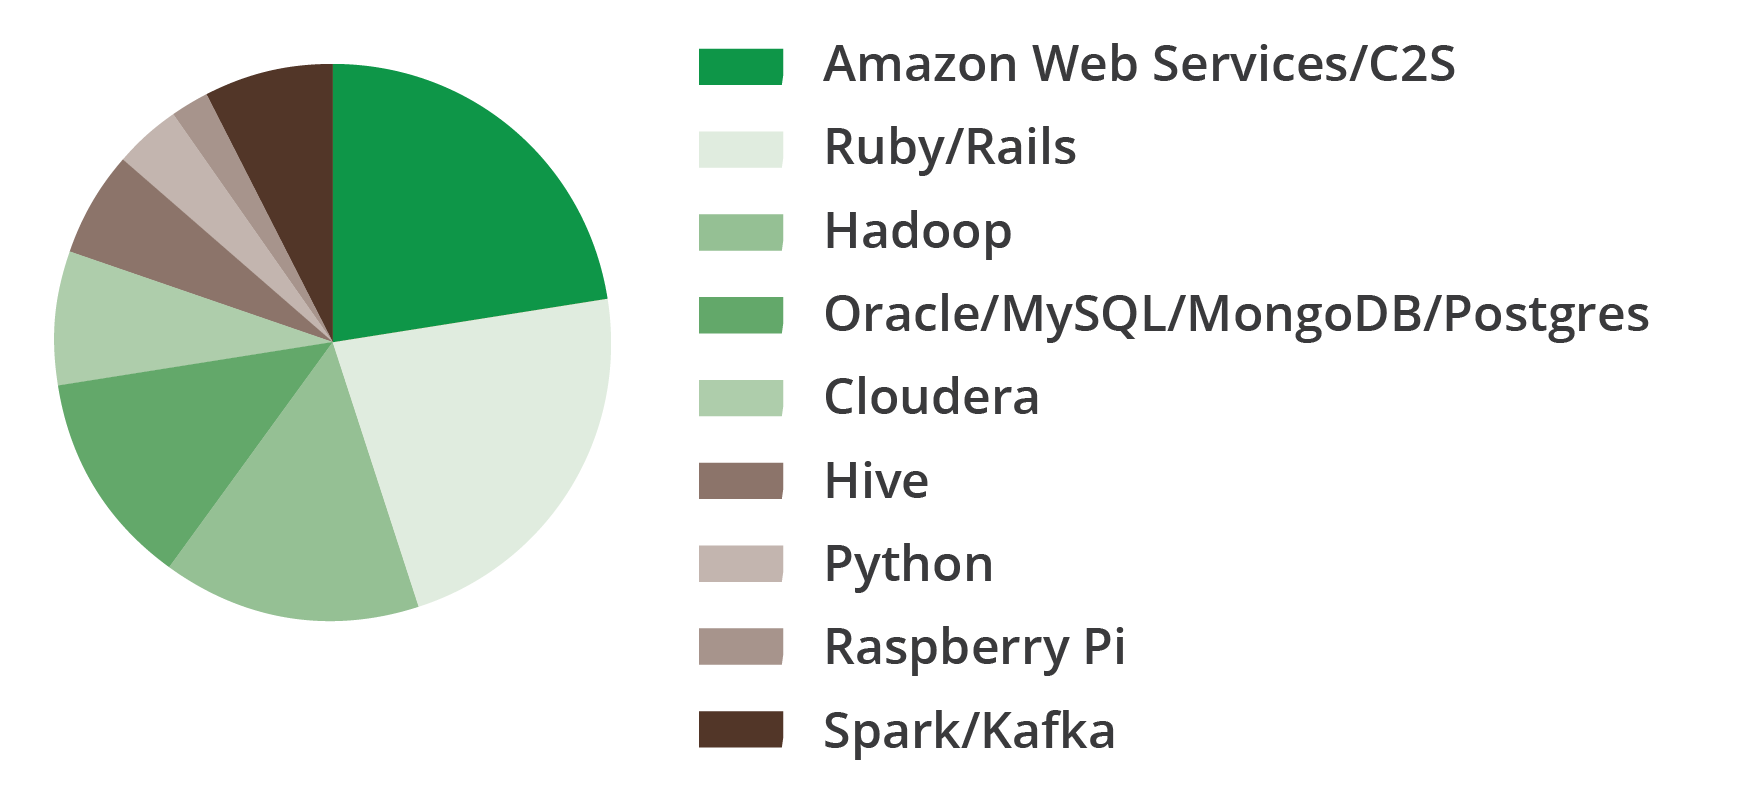 Amazon Web Services/C2S
Ruby/Rails
Hadoop
Oracle/MySQL/MongoDB/Postgres
Cloudera
Hive
Python
Raspberry Pi
Spark/Kafka